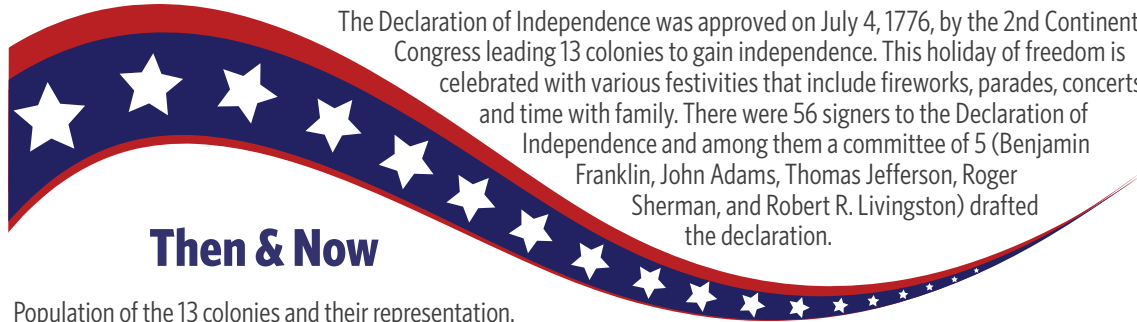 The Declaration of Independence was approved on July 4, 1776, by the 2nd Continent
Congress leading 13 colonies to gain independence. This holiday of freedom is
celebrated with various festivities that include fireworks, parades, concerts
and time with family. There were 56 signers to the Declaration of
Independence and among them a committee of 5 (Benjamin
Franklin, John Adams, Thomas Jefferson, Roger
Sherman, and Robert R. Livingston) drafted
the declaration.
Then & Now
Population of the 13 colonies and their representation.